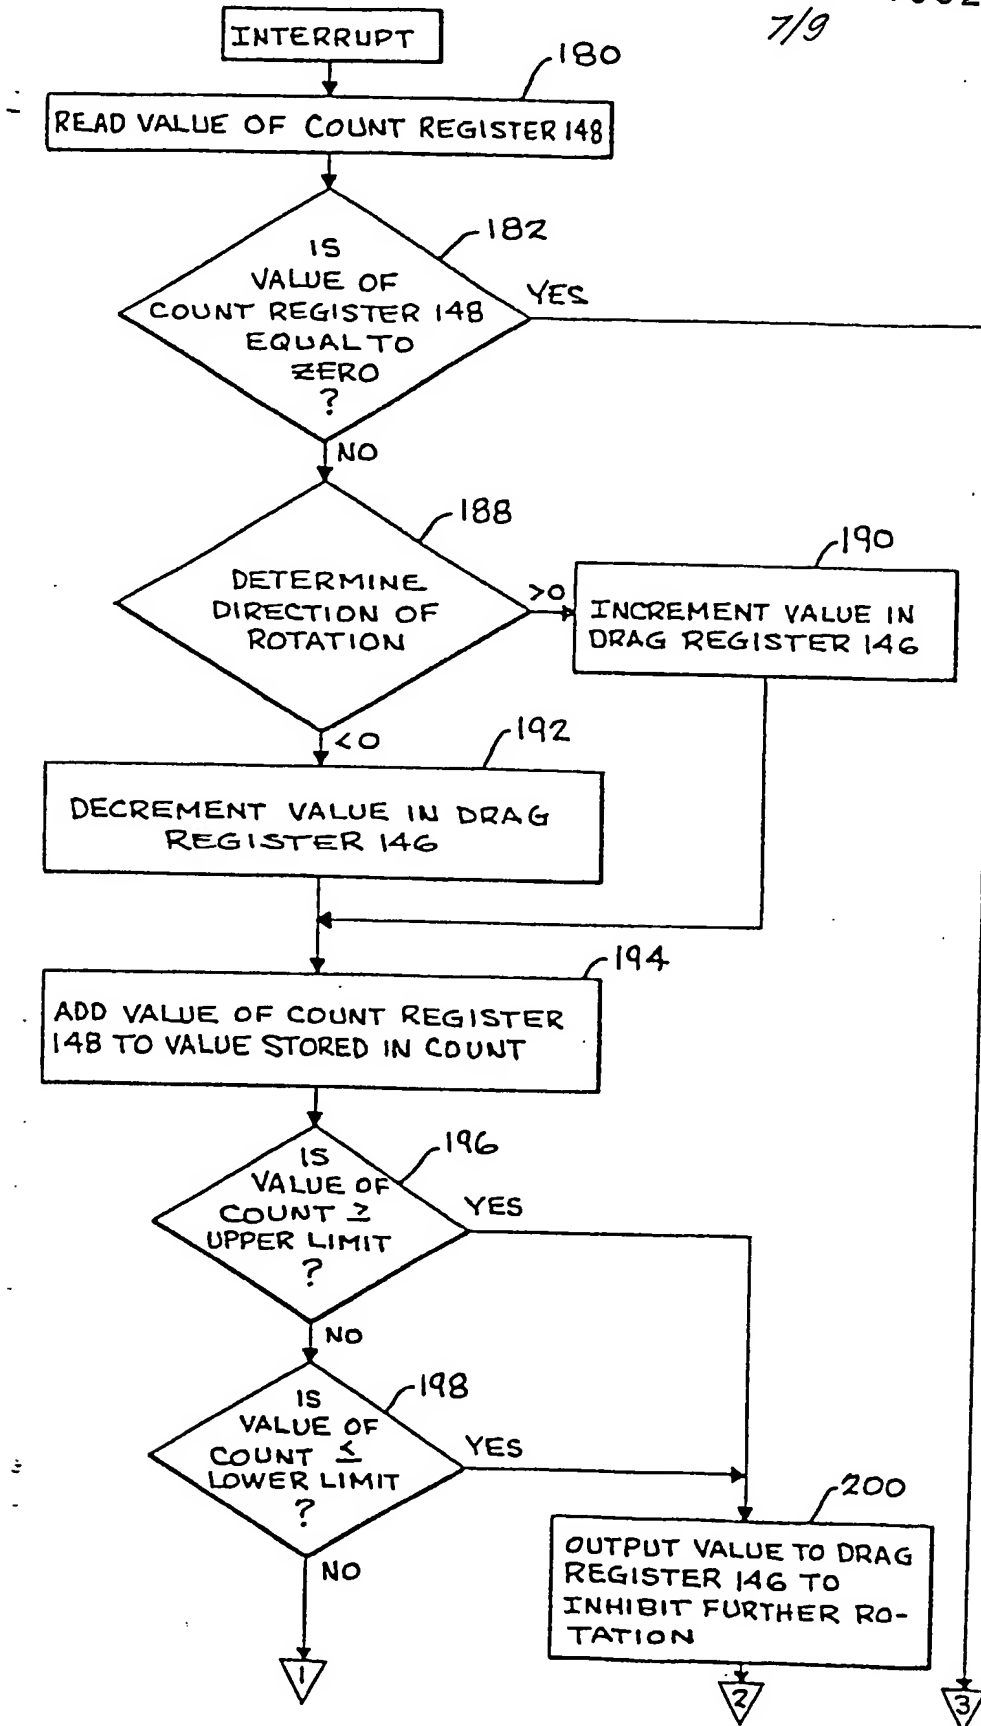 7/9
INTERRUPT
180
READ VALUE OF COUNT REGISTER 148
182
IS
VALUE OF
COUNT REGISTER 148
EQUAL TO
ZERO
?
YES
NO
188
DETERMINE
DIRECTION OF
ROTATION
>0
190
INCREMENT VALUE IN
DRAG REGISTER 146
<0
192
DECREMENT VALUE IN DRAG
REGISTER 146
194
ADD VALUE OF COUNT REGISTER
148 TO VALUE STORED IN COUNT
196
IS
VALUE OF
COUNT ≥
UPPER LIMIT
?
YES
NO
198
IS
VALUE OF
COUNT ≤
LOWER LIMIT
?
YES
NO
200
OUTPUT VALUE TO DRAG
REGISTER 146 TO
INHIBIT FURTHER RO-
TATION
1
2
3